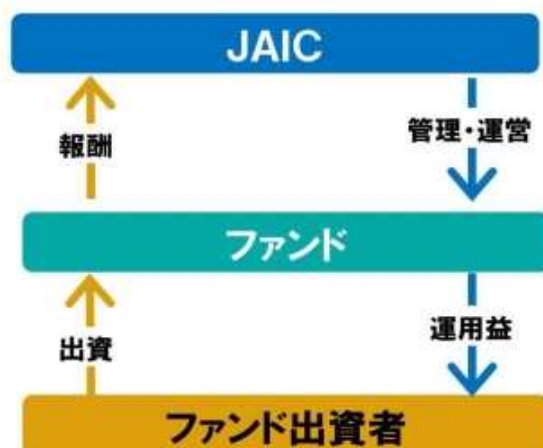 JAIC
報酬
管理・運営
ファンド
出資
運用益
ファンド出資者